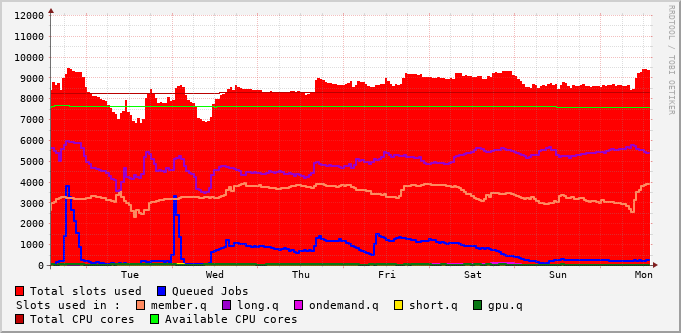 RRDTOOL / TOBI OETIKER
12000
11000
10000
9000
8000
7000
6000
5000
4000
3000
2000
1000
0
Tue Wed Thu Fri Sat Sun Mon
Total slots used Queued Jobs
Slots used in : member.q long.q ondemand.q short.q gpu.q
Total CPU cores Available CPU cores